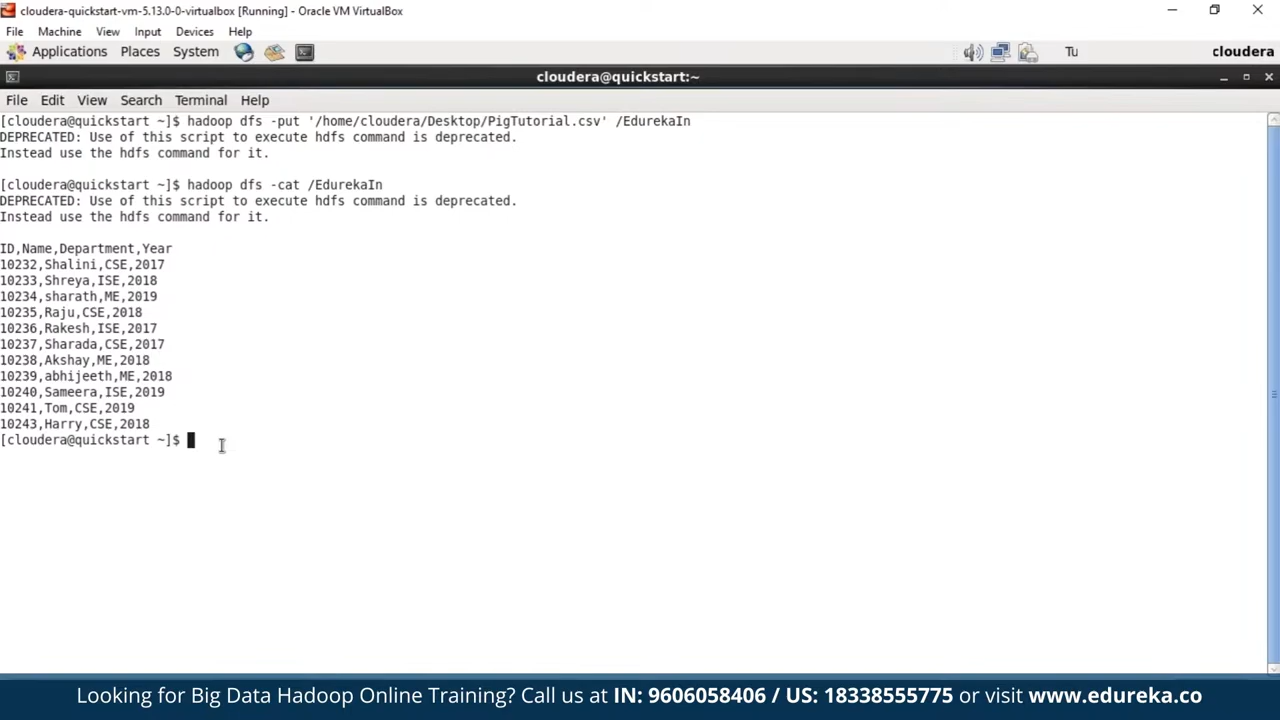 cloudera-quickstart-vm-5.13.0-0-virtualbox [Running] - Oracle VM VirtualBox
File Machine View Input Devices Help
Applications Places System Tu cloudera
cloudera@quickstart:~
File Edit View Search Terminal Help
[cloudera@quickstart ~]$ hadoop dfs -put '/home/cloudera/Desktop/PigTutorial.csv' /EdurekaIn
DEPRECATED: Use of this script to execute hdfs command is deprecated.
Instead use the hdfs command for it.
[cloudera@quickstart ~]$ hadoop dfs -cat /EdurekaIn
DEPRECATED: Use of this script to execute hdfs command is deprecated.
Instead use the hdfs command for it.
ID,Name,Department,Year
10232,Shalini,CSE,2017
10233,Shreya,ISE,2018
10234,sharath,ME,2019
10235,Raju,CSE,2018
10236,Rakesh,ISE,2017
10237,Sharada,CSE,2017
10238,Akshay,ME,2018
10239,abhijeeth,ME,2018
10240,Sameera,ISE,2019
10241,Tom,CSE,2019
10243,Harry,CSE,2018
[cloudera@quickstart ~]$
Looking for Big Data Hadoop Online Training? Call us at IN: 9606058406 / US: 18338555775 or visit www.edureka.co